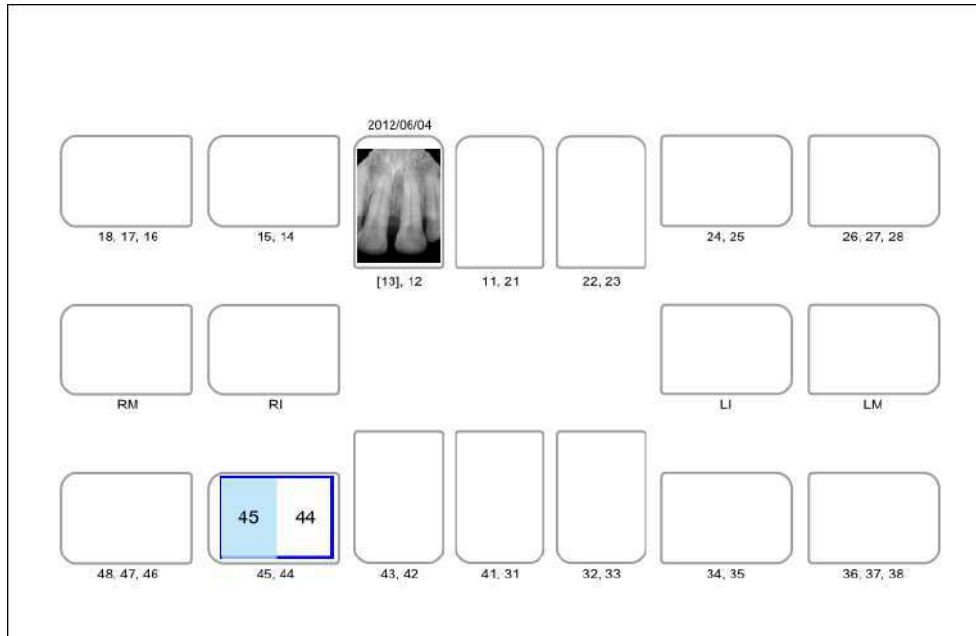 2012/06/04
18, 17, 16
15, 14
[13], 12
11, 21
22, 23
24, 25
26, 27, 28
RM
RI
LI
LM
45
44
48, 47, 46
45, 44
43, 42
41, 31
32, 33
34, 35
36, 37, 38